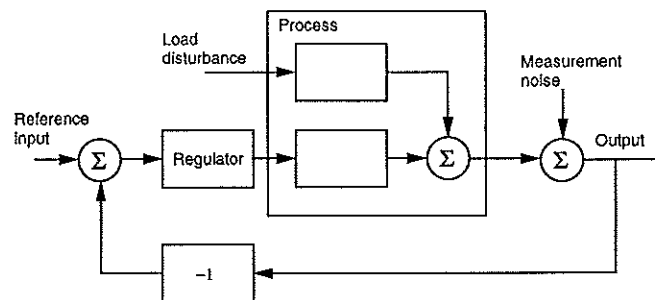 Process
Load
disturbance
Measurement
noise
Reference
input
Σ
Regulator
Σ
Σ
Output
−1